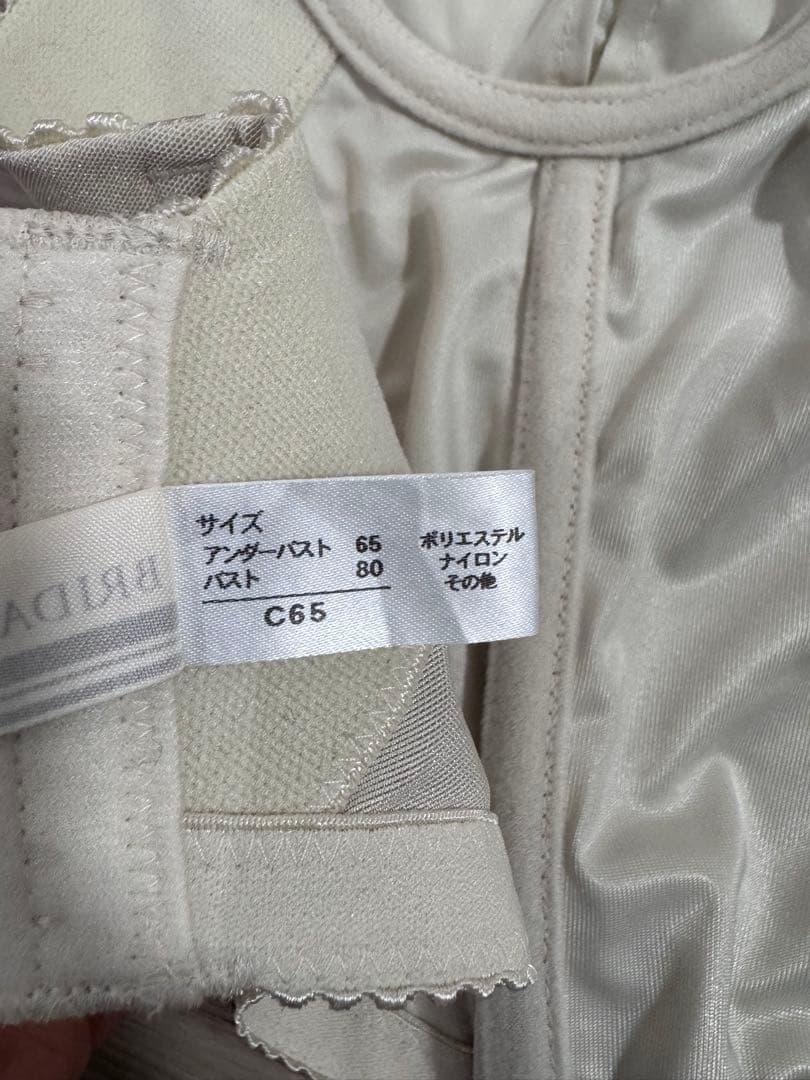 サイズ
アンダーバスト 65
バスト 80
C65
ポリエステル
ナイロン
その他
BRIDA